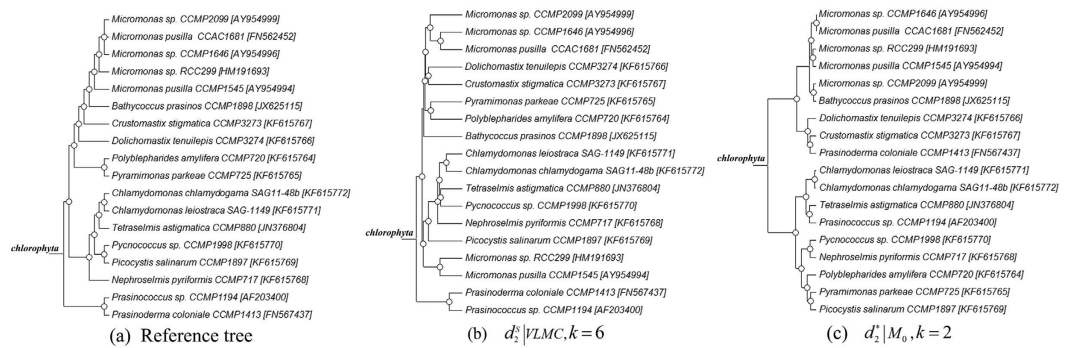 Micromonas sp. CCMP2099 [AY954999]
Micromonas pusilla CCAC1681 [FN562452]
Micromonas sp. CCMP1646 [AY954996]
Micromonas sp. RCC299 [HM191693]
Micromonas pusilla CCMP1545 [AY954994]
Bathycoccus prasinos CCMP1898 [JX625115]
Crustomastix stigmatica CCMP3273 [KF615767]
Dolichomastix tenuilepis CCMP3274 [KF615766]
Polyblepharides amylifera CCMP720 [KF615764]
Pyramimonas parkeae CCMP725 [KF615765]
Chlamydomonas chlamydogama SAG11-48b [KF615772]
Chlamydomonas leiostraca SAG-1149 [KF615771]
Tetraselmis astigmatica CCMP880 [JN376804]
Pycnococcus sp. CCMP1998 [KF615770]
chlorophyta
Picocystis salinarum CCMP1897 [KF615769]
Nephroselmis pyriformis CCMP717 [KF615768]
Prasinococcus sp. CCMP1194 [AF203400]
Prasinoderma coloniale CCMP1413 [FN567437]
(a) Reference tree
Micromonas sp. CCMP2099 [AY954999]
Micromonas sp. CCMP1646 [AY954996]
Micromonas pusilla CCAC1681 [FN562452]
Dolichomastix tenuilepis CCMP3274 [KF615766]
Crustomastix stigmatica CCMP3273 [KF615767]
Pyramimonas parkeae CCMP725 [KF615765]
Polyblepharides amylifera CCMP720 [KF615764]
Bathycoccus prasinos CCMP1898 [JX625115]
Chlamydomonas leiostraca SAG-1149 [KF615771]
Chlamydomonas chlamydogama SAG11-48b [KF615772]
Tetraselmis astigmatica CCMP880 [JN376804]
Pycnococcus sp. CCMP1998 [KF615770]
Nephroselmis pyriformis CCMP717 [KF615768]
chlorophyta
Picocystis salinarum CCMP1897 [KF615769]
Micromonas sp. RCC299 [HM191693]
Micromonas pusilla CCMP1545 [AY954994]
Prasinoderma coloniale CCMP1413 [FN567437]
Prasinococcus sp. CCMP1194 [AF203400]
(b) d₂ˢ|VLMC, k = 6
Micromonas sp. CCMP1646 [AY954996]
Micromonas pusilla CCAC1681 [FN562452]
Micromonas sp. RCC299 [HM191693]
Micromonas pusilla CCMP1545 [AY954994]
Micromonas sp. CCMP2099 [AY954999]
Bathycoccus prasinos CCMP1898 [JX625115]
Dolichomastix tenuilepis CCMP3274 [KF615766]
Crustomastix stigmatica CCMP3273 [KF615767]
Prasinoderma coloniale CCMP1413 [FN567437]
chlorophyta
Chlamydomonas leiostraca SAG-1149 [KF615771]
Chlamydomonas chlamydogama SAG11-48b [KF615772]
Tetraselmis astigmatica CCMP880 [JN376804]
Prasinococcus sp. CCMP1194 [AF203400]
Pycnococcus sp. CCMP1998 [KF615770]
Nephroselmis pyriformis CCMP717 [KF615768]
Polyblepharides amylifera CCMP720 [KF615764]
Pyramimonas parkeae CCMP725 [KF615765]
Picocystis salinarum CCMP1897 [KF615769]
(c) d₂*|M₀, k = 2